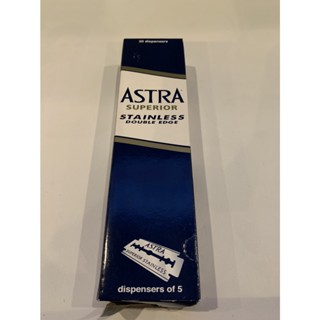 20 dispensers
ASTRA
SUPERIOR
STAINLESS
DOUBLE EDGE
ASTRA
SUPERIOR STAINLESS
dispensers of 5